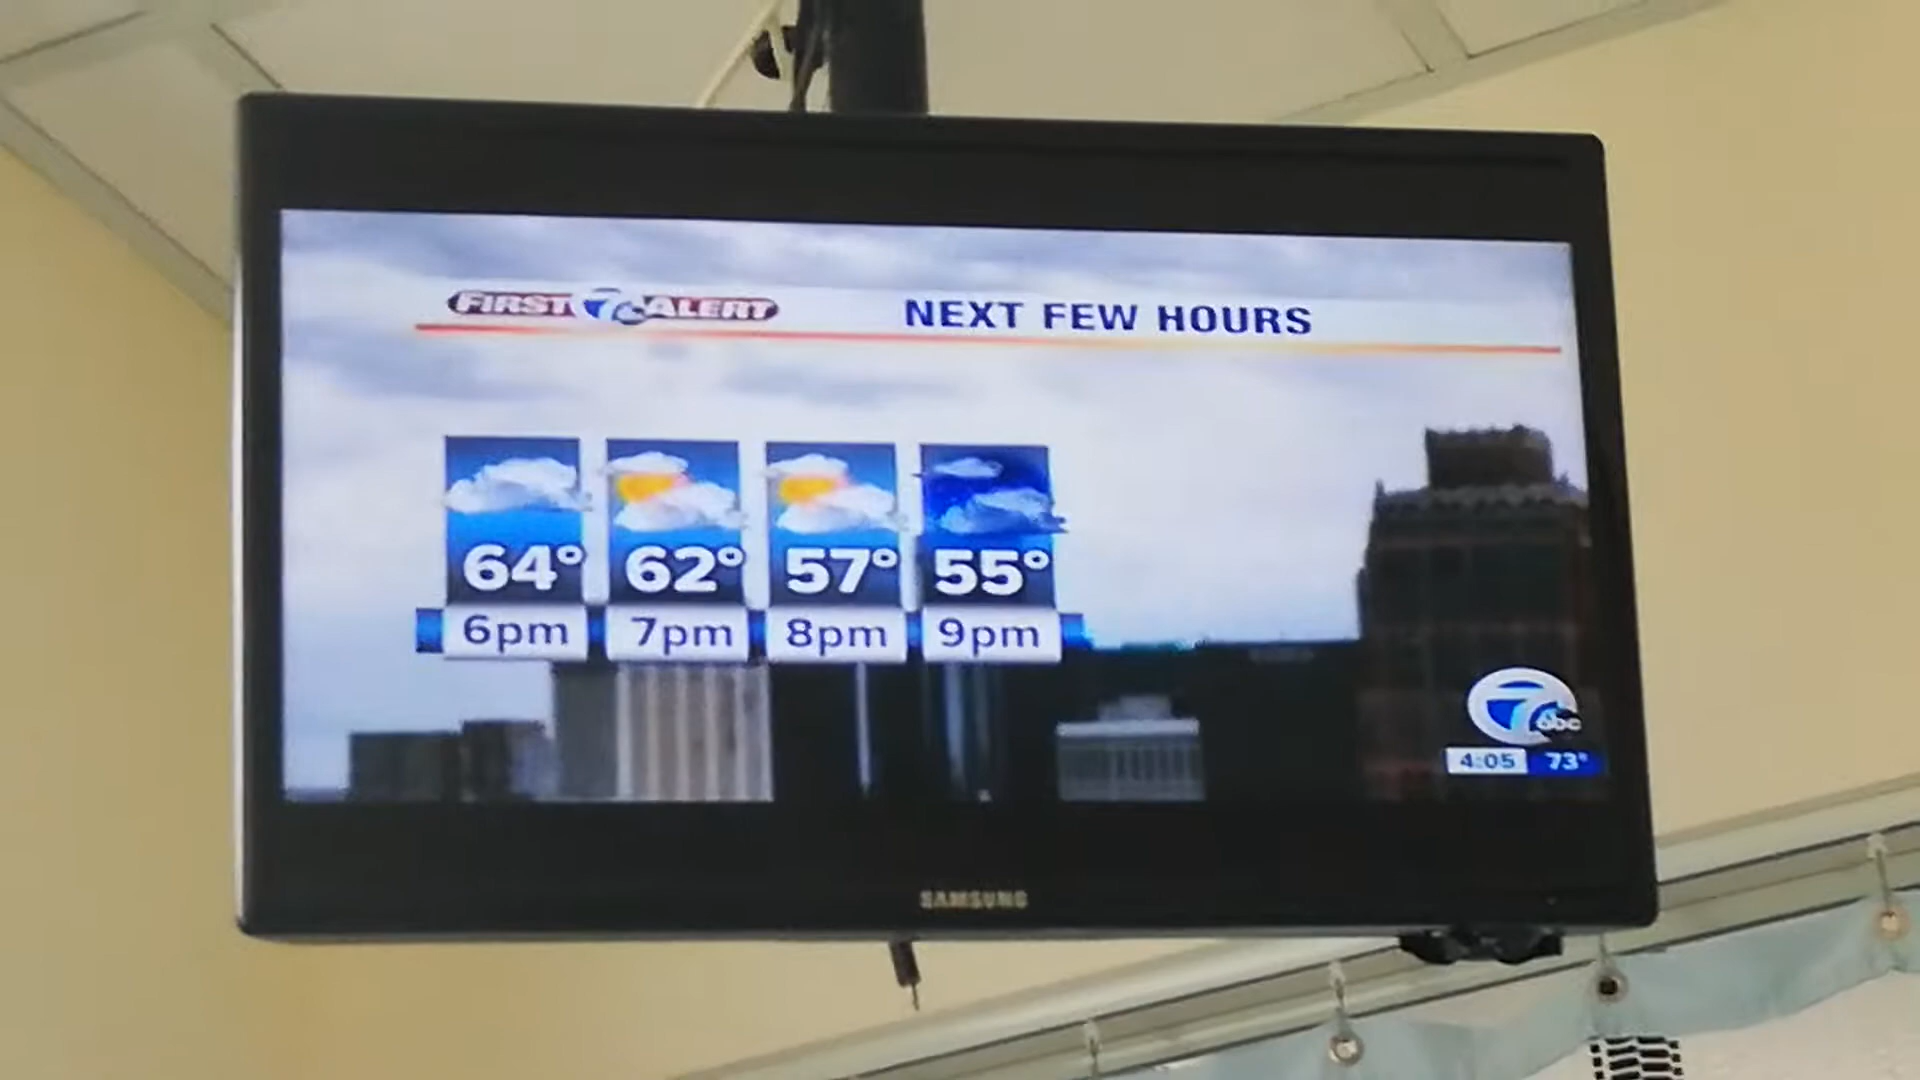 FIRST 7 ALERT
NEXT FEW HOURS
64° 62° 57° 55°
6pm 7pm 8pm 9pm
7 abc
4:05 73°
SAMSUNG